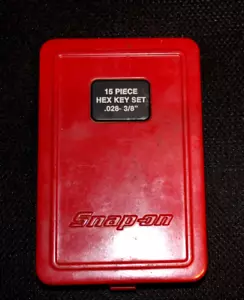 15 PIECE
HEX KEY SET
.028- 3/8"
Snap-on